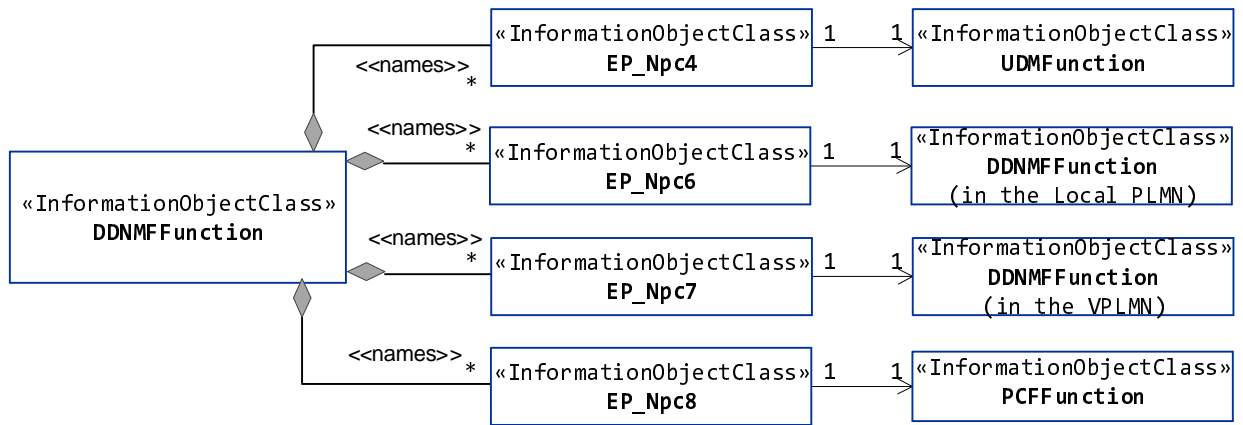 «InformationObjectClass»
DDNMFFunction
<<names>>
*
«InformationObjectClass»
EP_Npc4
1
1
«InformationObjectClass»
UDMFunction
<<names>>
*
«InformationObjectClass»
EP_Npc6
1
1
«InformationObjectClass»
DDNMFFunction
(in the Local PLMN)
<<names>>
*
«InformationObjectClass»
EP_Npc7
1
1
«InformationObjectClass»
DDNMFFunction
(in the VPLMN)
<<names>>
*
«InformationObjectClass»
EP_Npc8
1
1
«InformationObjectClass»
PCFFunction